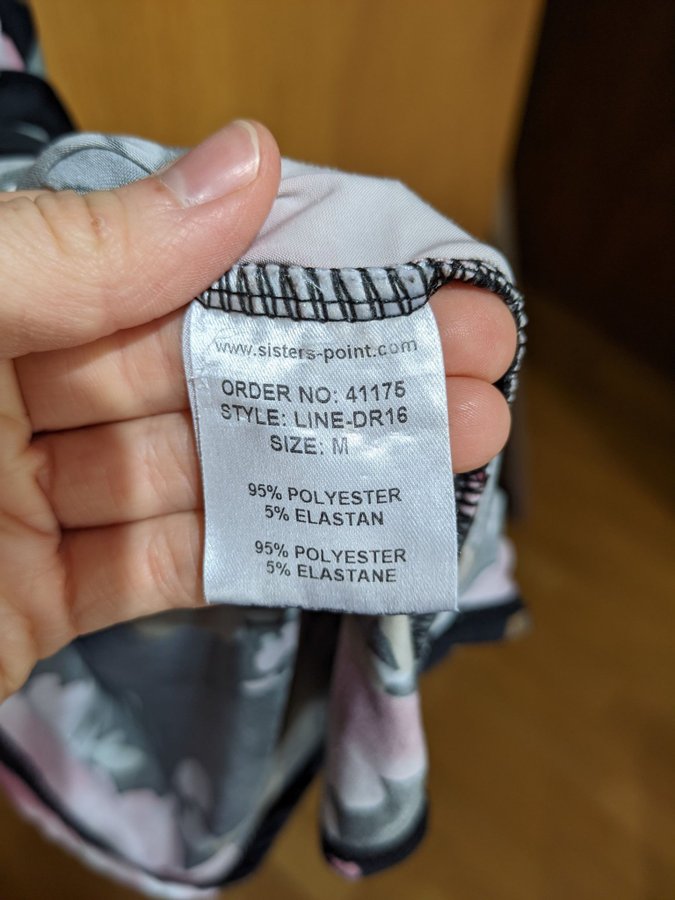 www.sisters-point.com
ORDER NO: 41175
STYLE: LINE-DR16
SIZE: M
95% POLYESTER
5% ELASTAN
95% POLYESTER
5% ELASTANE